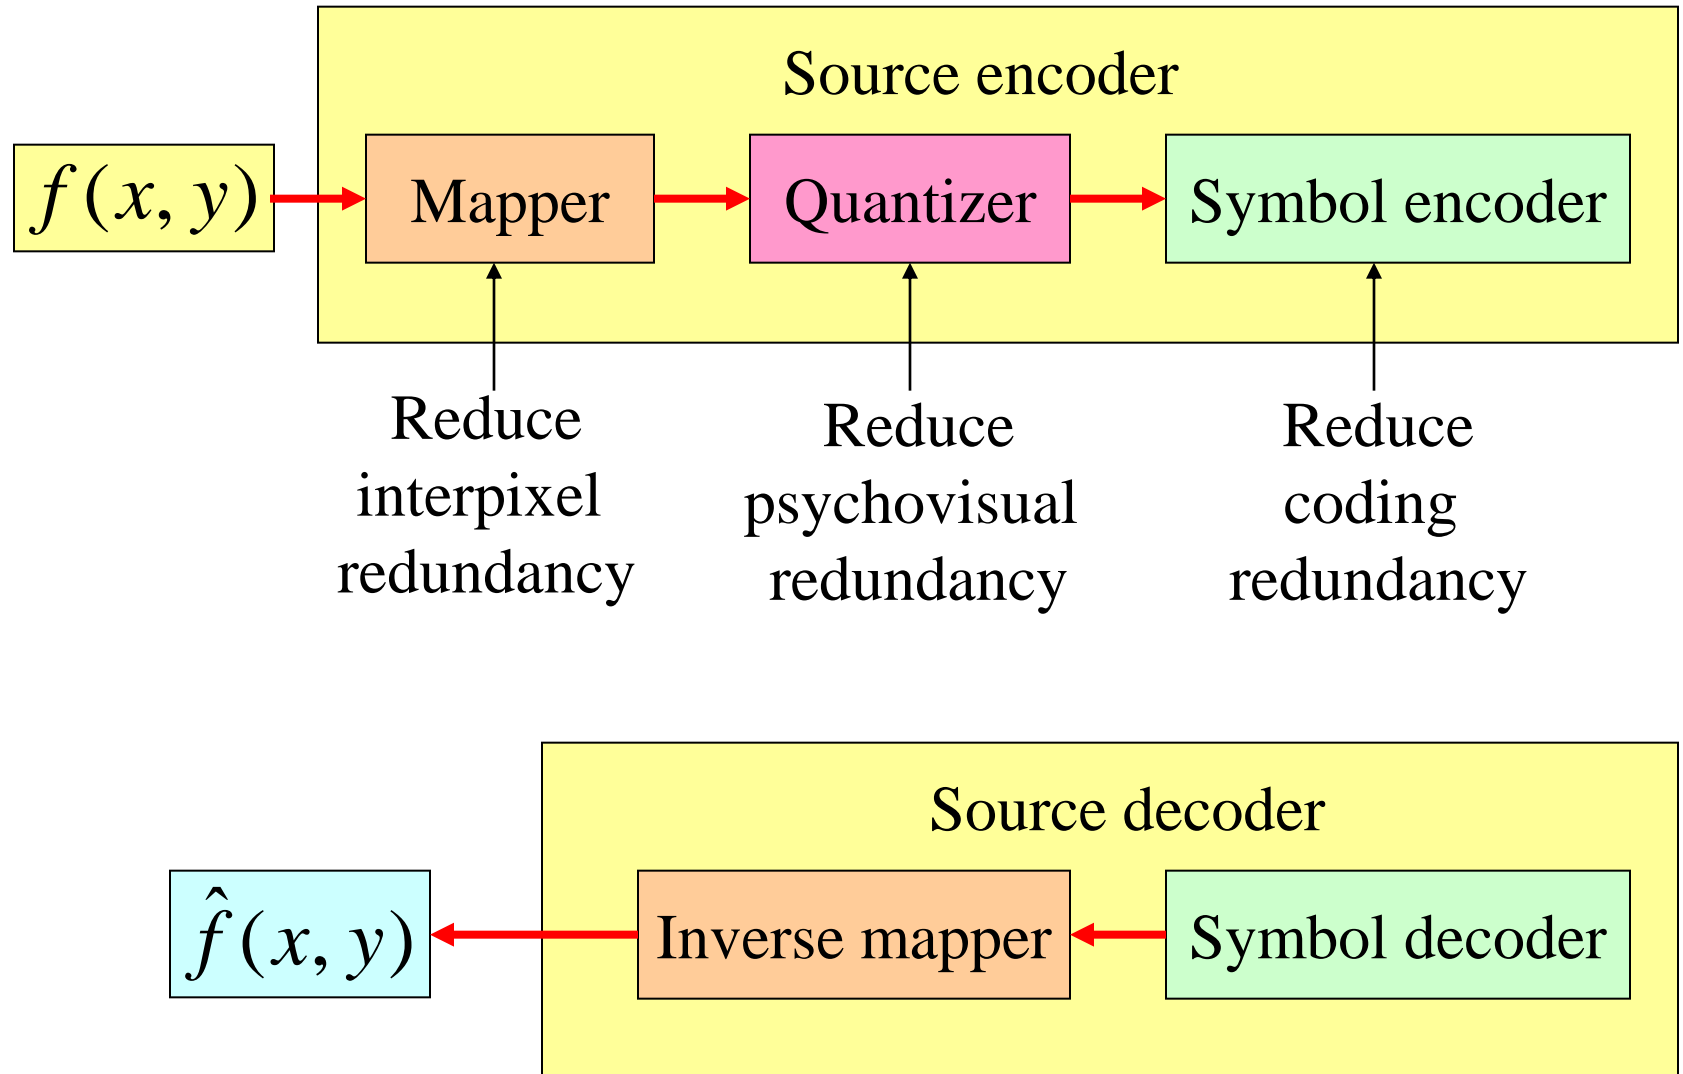 Source encoder
f(x, y)
Mapper
Quantizer
Symbol encoder
Reduce
interpixel
redundancy
Reduce
psychovisual
redundancy
Reduce
coding
redundancy
Source decoder
f̂(x, y)
Inverse mapper
Symbol decoder